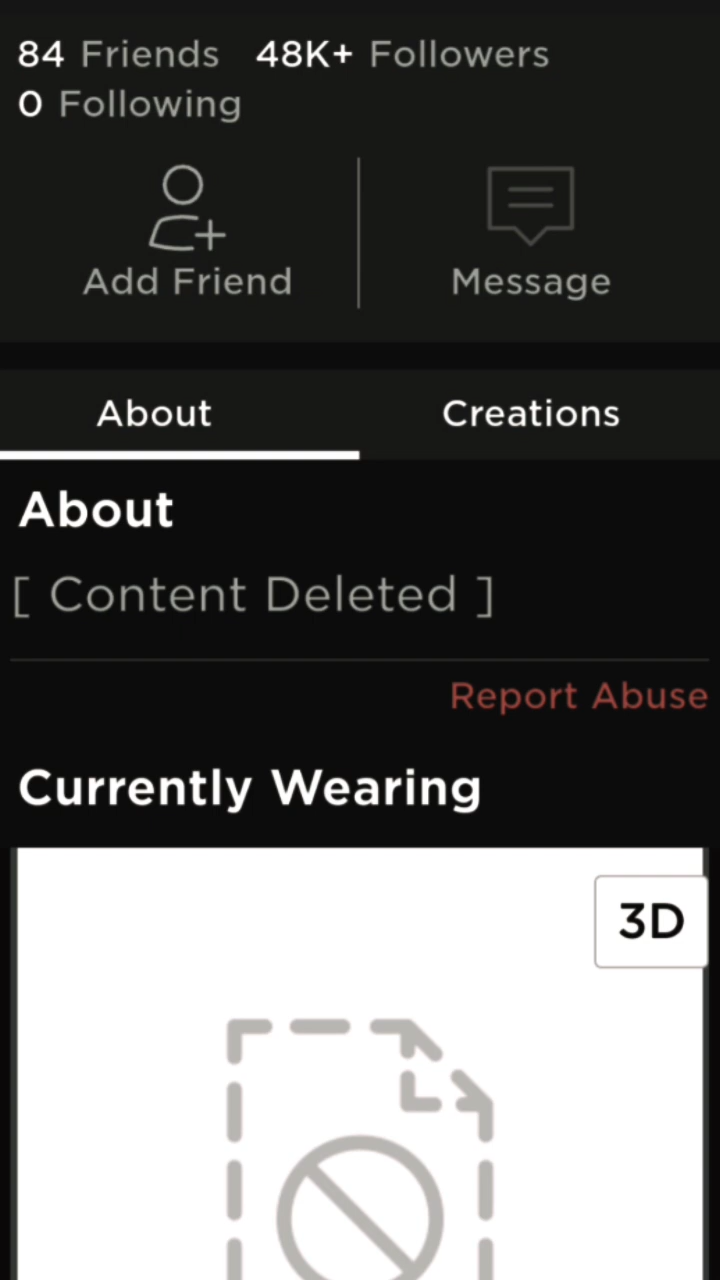 84 Friends 48K+ Followers
0 Following
Add Friend Message
About Creations
About
[ Content Deleted ]
Report Abuse
Currently Wearing
3D